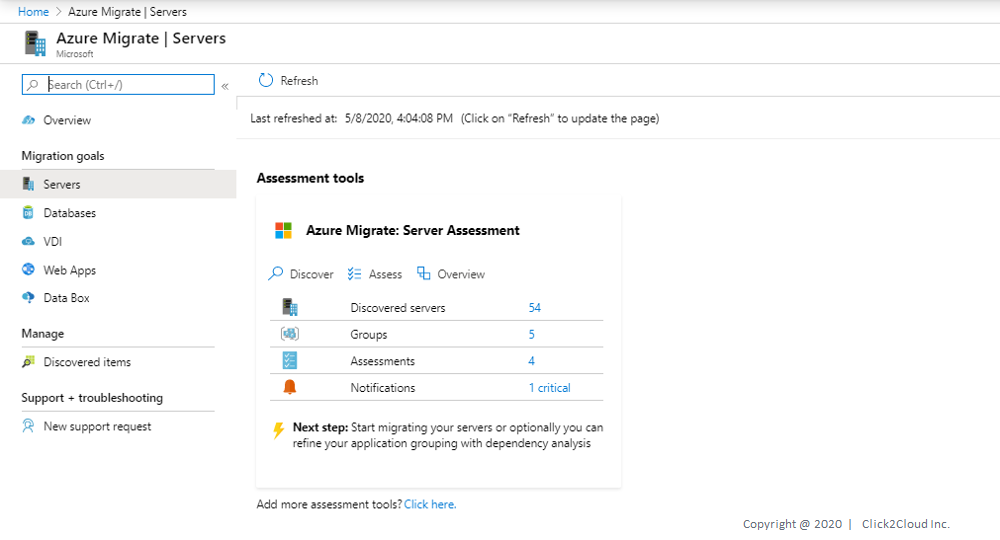 Home > Azure Migrate | Servers
Azure Migrate | Servers
Microsoft
Search (Ctrl+/)
«
Overview
Migration goals
Servers
Databases
VDI
Web Apps
Data Box
Manage
Discovered items
Support + troubleshooting
New support request
Refresh
Last refreshed at: 5/8/2020, 4:04:08 PM (Click on “Refresh” to update the page)
Assessment tools
Azure Migrate: Server Assessment
Discover Assess Overview
Discovered servers 54
Groups 5
Assessments 4
Notifications 1 critical
Next step: Start migrating your servers or optionally you can
refine your application grouping with dependency analysis
Add more assessment tools? Click here.
Copyright @ 2020 | Click2Cloud Inc.